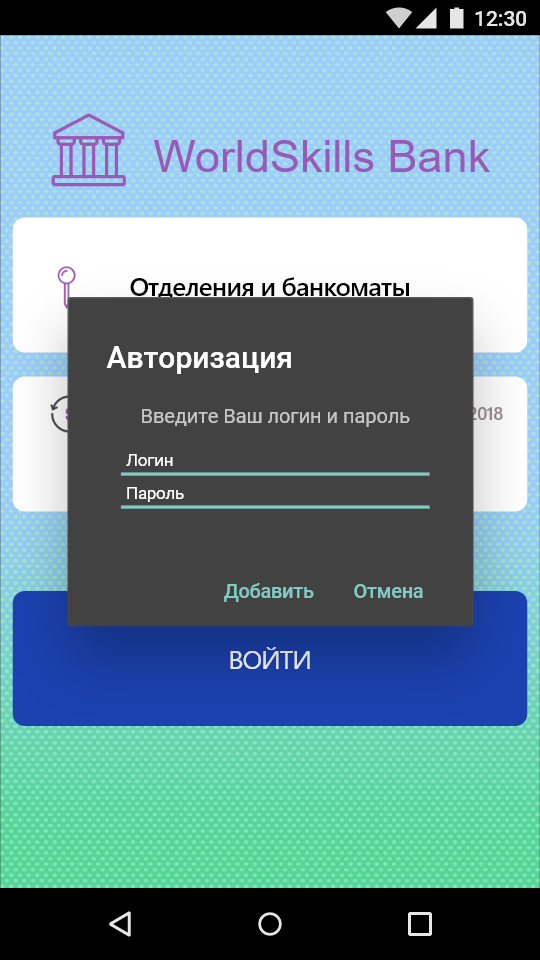 12:30
WorldSkills Bank
Отделения и банкоматы
2018
Авторизация
Введите Ваш логин и пароль
Логин
Пароль
Добавить Отмена
ВОЙТИ